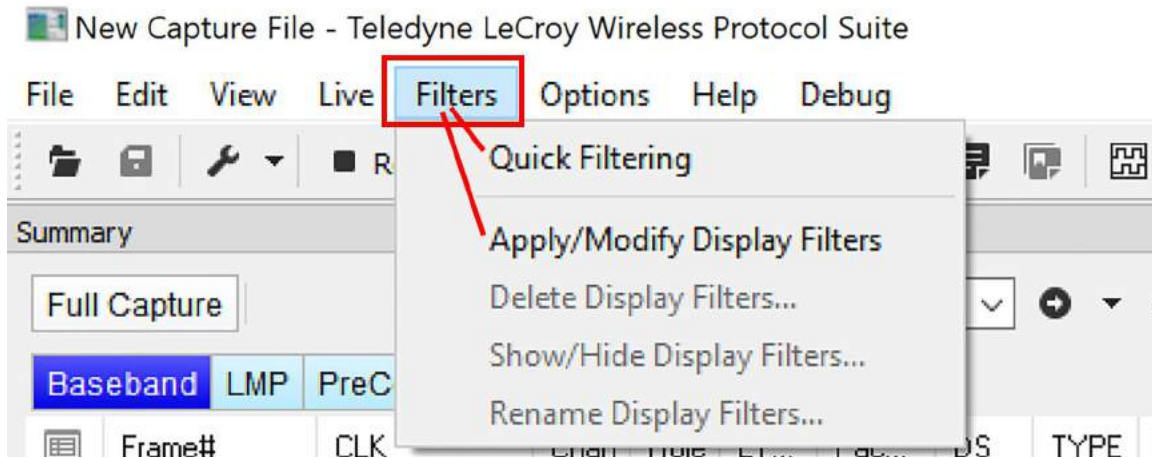 New Capture File - Teledyne LeCroy Wireless Protocol Suite
File Edit View Live Filters Options Help Debug
Quick Filtering
Summary
Apply/Modify Display Filters
Full Capture
Delete Display Filters...
Show/Hide Display Filters...
Baseband LMP
Rename Display Filters...
Frame# CLK TYPE